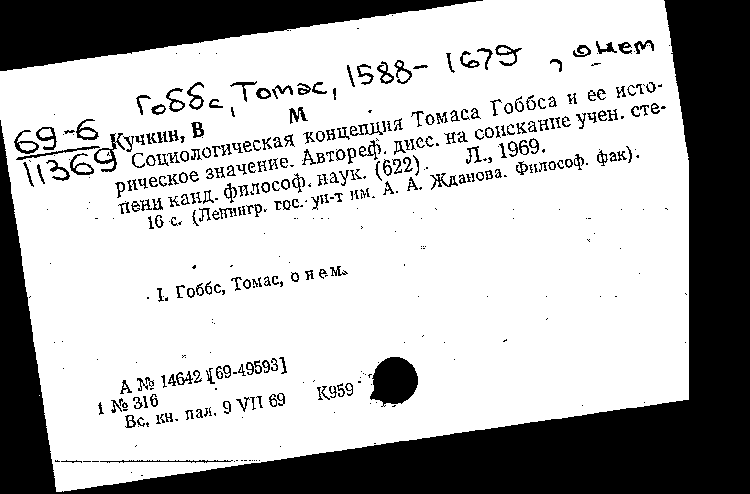 Гоббс, Томас, 1588-1679, о нем
69-6
11369
Кучкин, В М
Социологическая концепция Томаса Гоббса и ее исто-
рическое значение. Автореф. дисс. на соискание учен. сте-
пени канд. философ. наук. (622). Л., 1969.
16 с. (Ленингр. гос. ун-т им. А. А. Жданова. Философ. фак).
I. Гоббс, Томас, о нем.
А № 14642 [69-49593]
1 № 316
Вс. кн. пал. 9 VII 69 К959